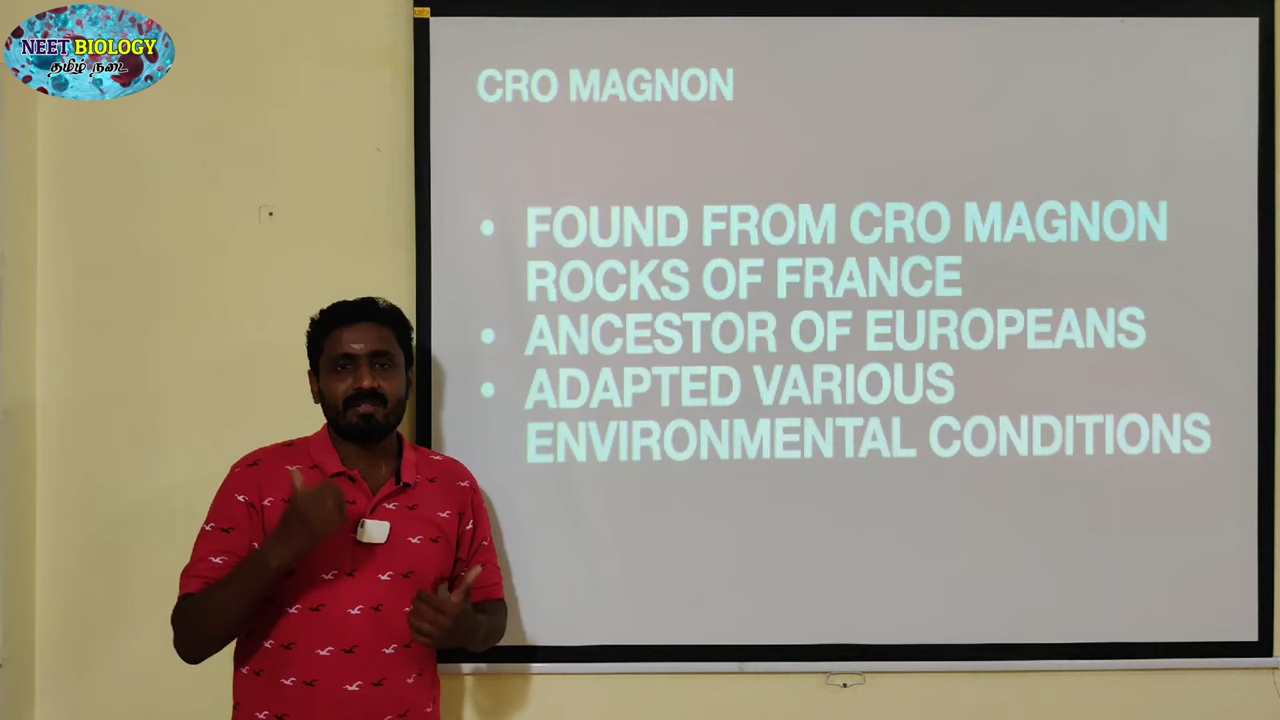 NEET BIOLOGY
தமிழ் நடை
CRO MAGNON
• FOUND FROM CRO MAGNON
ROCKS OF FRANCE
• ANCESTOR OF EUROPEANS
• ADAPTED VARIOUS
ENVIRONMENTAL CONDITIONS